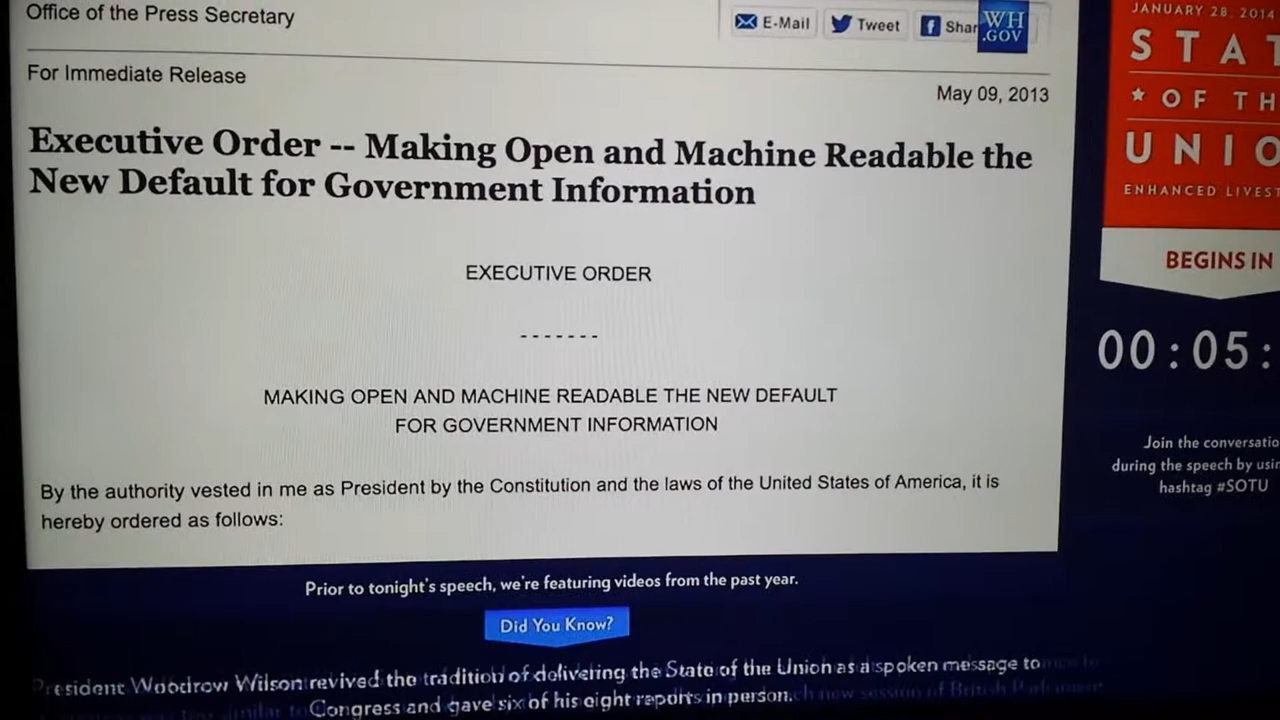 Office of the Press Secretary
E-Mail
Tweet
Shar
WH
.GOV
For Immediate Release
May 09, 2013
Executive Order -- Making Open and Machine Readable the
New Default for Government Information
EXECUTIVE ORDER
- - - - - - -
MAKING OPEN AND MACHINE READABLE THE NEW DEFAULT
FOR GOVERNMENT INFORMATION
By the authority vested in me as President by the Constitution and the laws of the United States of America, it is
hereby ordered as follows:
JANUARY 28, 2014
STAT
★ OF TH
UNIO
ENHANCED LIVEST
BEGINS IN
00:05:
Join the conversatio
during the speech by usin
hashtag #SOTU
Prior to tonight's speech, we're featuring videos from the past year.
Did You Know?
President Woodrow Wilson revived the tradition of delivering the State of the Union as a spoken message to
Congress and gave six of his eight reports in person.